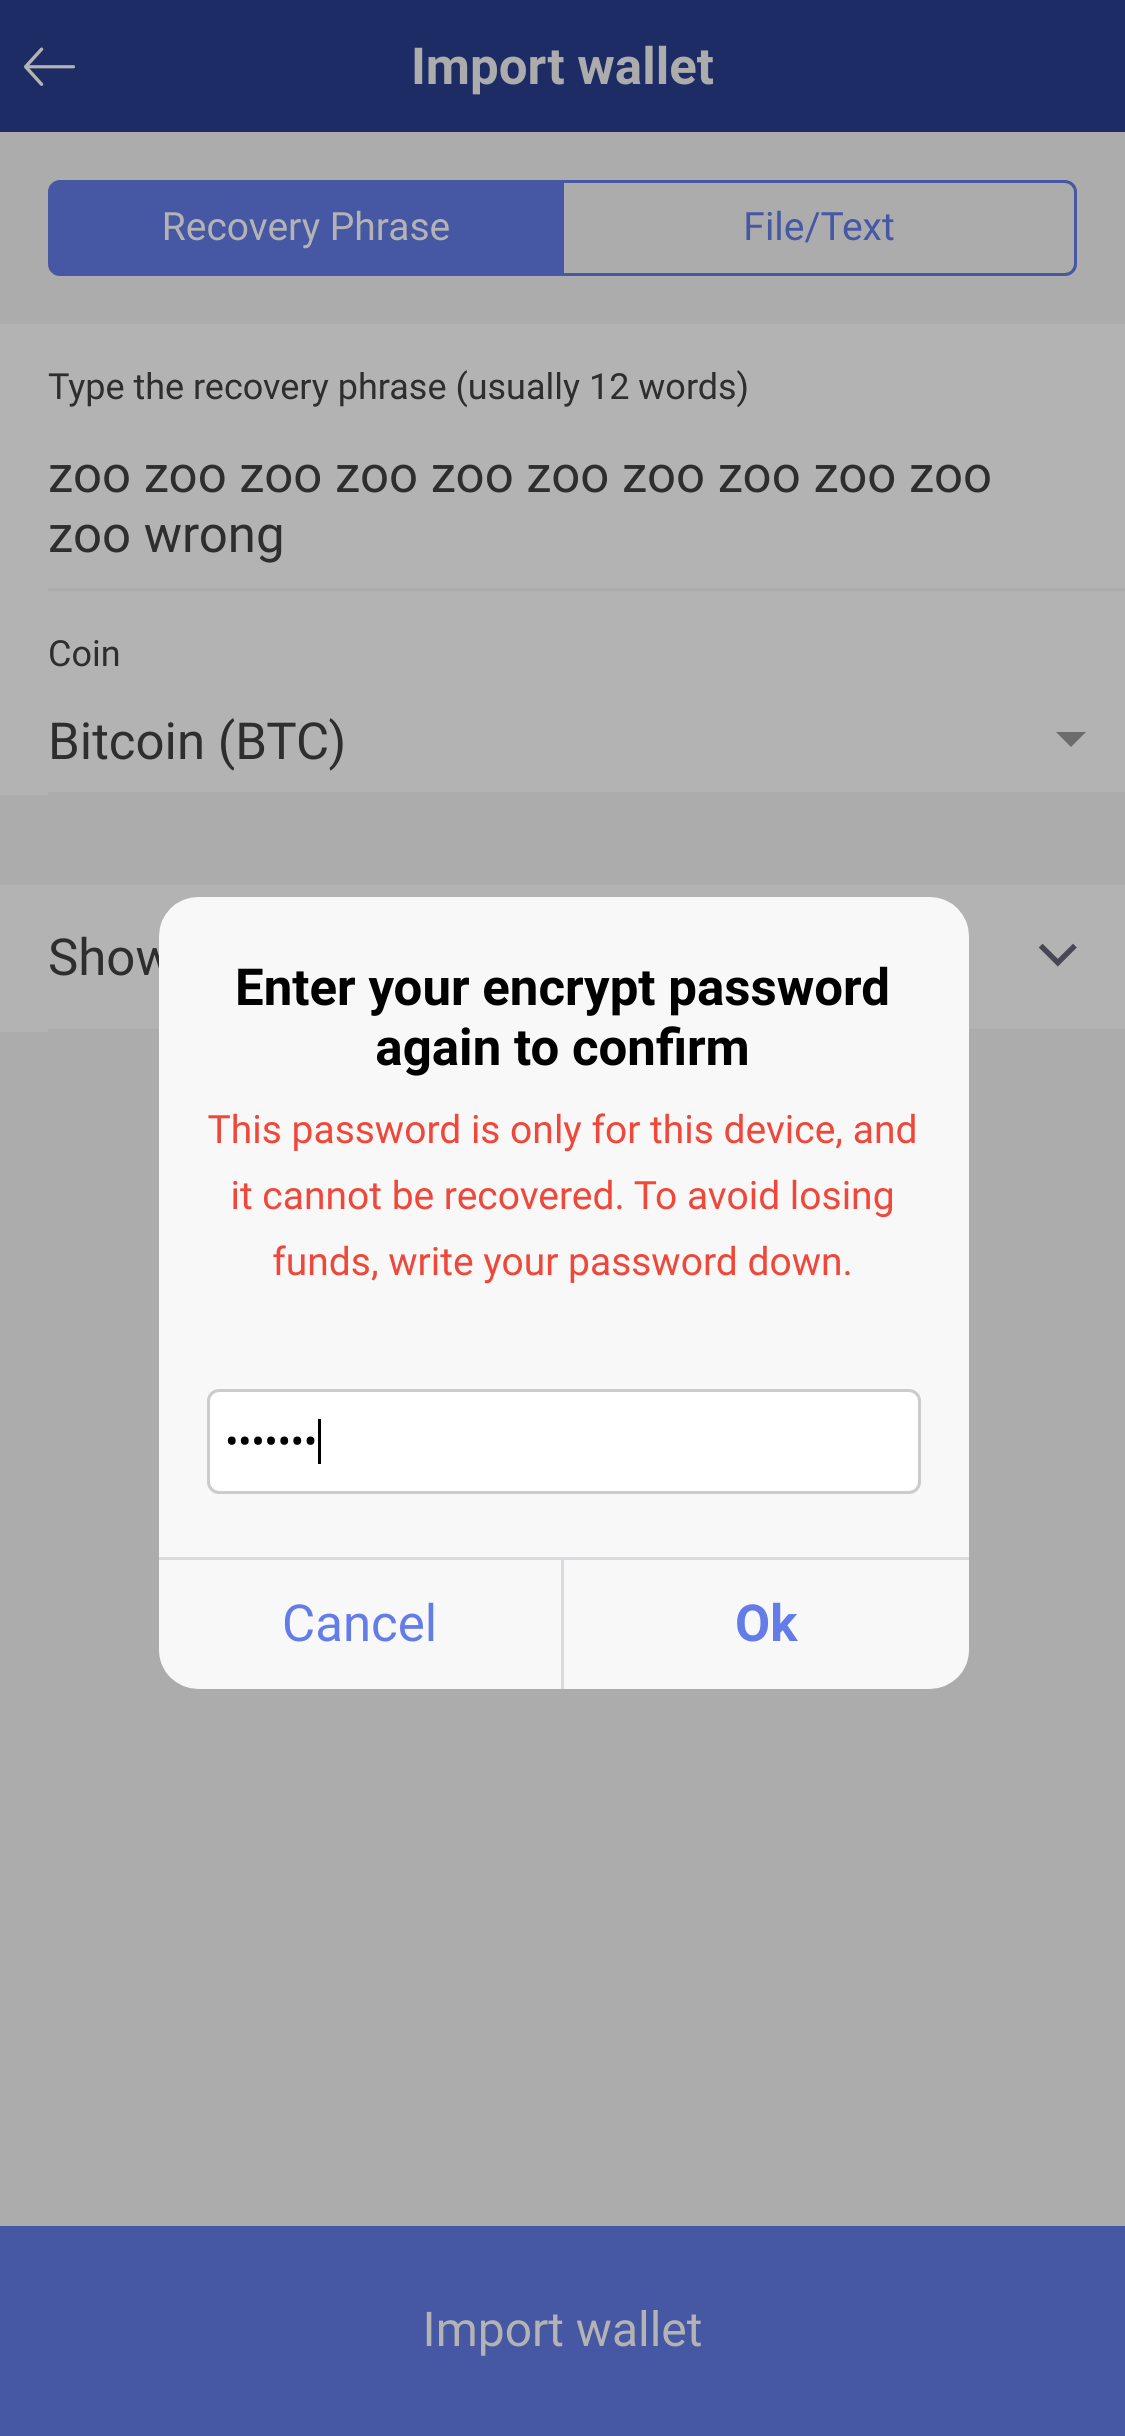 Import wallet
Recovery Phrase
File/Text
Type the recovery phrase (usually 12 words)
zoo zoo zoo zoo zoo zoo zoo zoo zoo zoo
zoo wrong
Coin
Bitcoin (BTC)
Show
Enter your encrypt password
again to confirm
This password is only for this device, and
it cannot be recovered. To avoid losing
funds, write your password down.
•••••••
Cancel
Ok
Import wallet